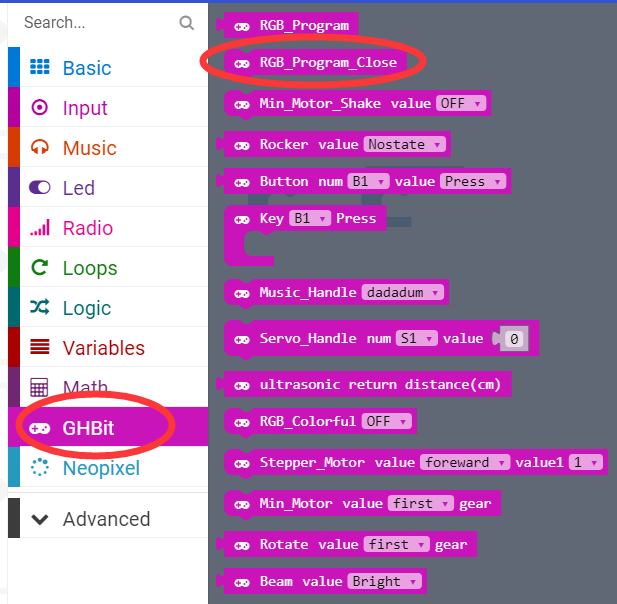 Search...
Basic
Input
Music
Led
Radio
Loops
Logic
Variables
Math
GHBit
Neopixel
Advanced
RGB_Program
RGB_Program_Close
Min_Motor_Shake value OFF
Rocker value Nostate
Button num B1 value Press
Key B1 Press
Music_Handle dadadum
Servo_Handle num S1 value 0
ultrasonic return distance(cm)
RGB_Colorful OFF
Stepper_Motor value foreward value1 1
Min_Motor value first gear
Rotate value first gear
Beam value Bright